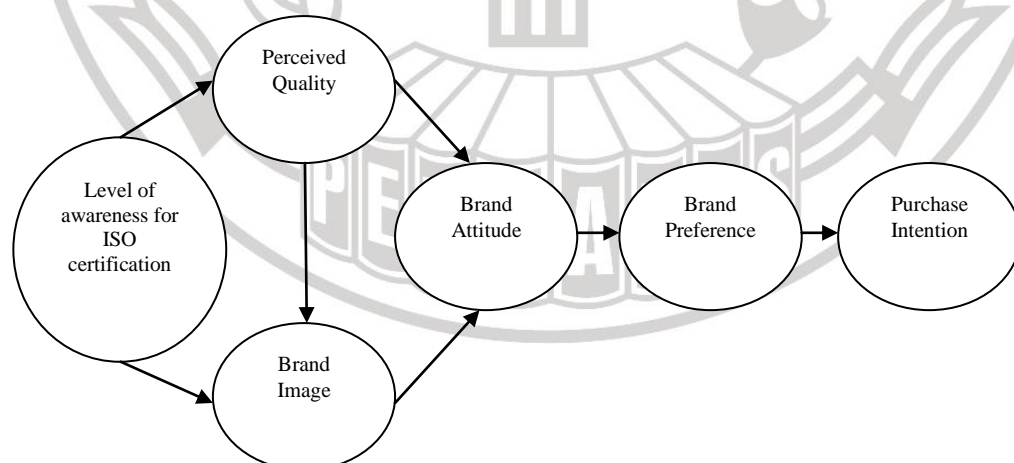 Perceived
Quality
Level of
awareness for
ISO
certification
Brand
Attitude
Brand
Preference
Purchase
Intention
Brand
Image